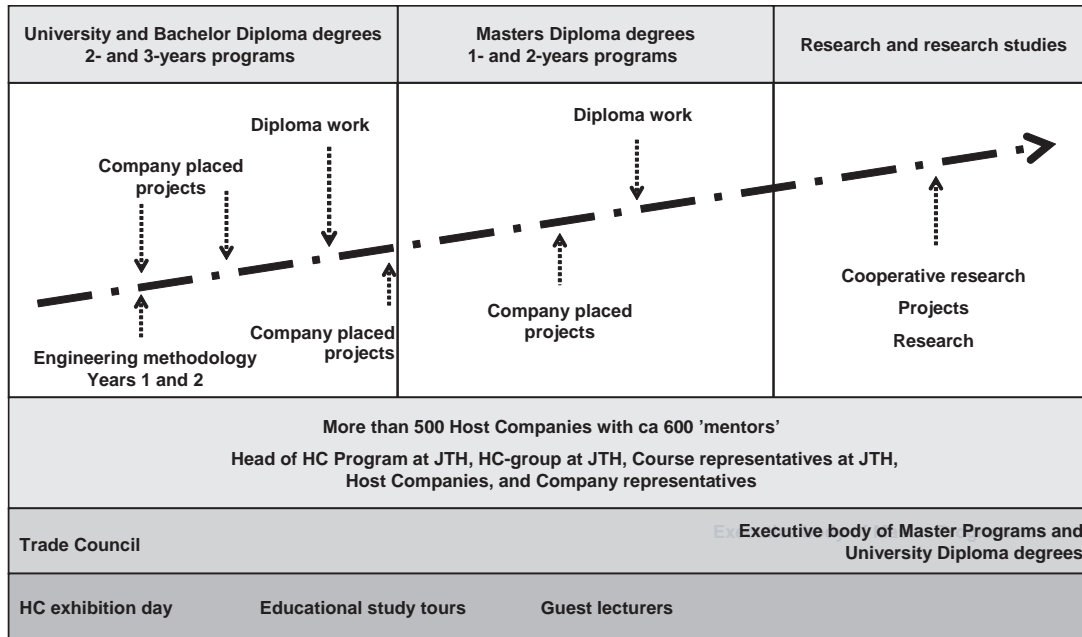 University and Bachelor Diploma degrees
2- and 3-years programs
Masters Diploma degrees
1- and 2-years programs
Research and research studies
Diploma work
Company placed
projects
Engineering methodology
Years 1 and 2
Company placed
projects
Diploma work
Company placed
projects
Cooperative research
Projects
Research
More than 500 Host Companies with ca 600 ’mentors’
Head of HC Program at JTH, HC-group at JTH, Course representatives at JTH,
Host Companies, and Company representatives
Trade Council
Executive body of Master Programs and
University Diploma degrees
HC exhibition day
Educational study tours
Guest lecturers